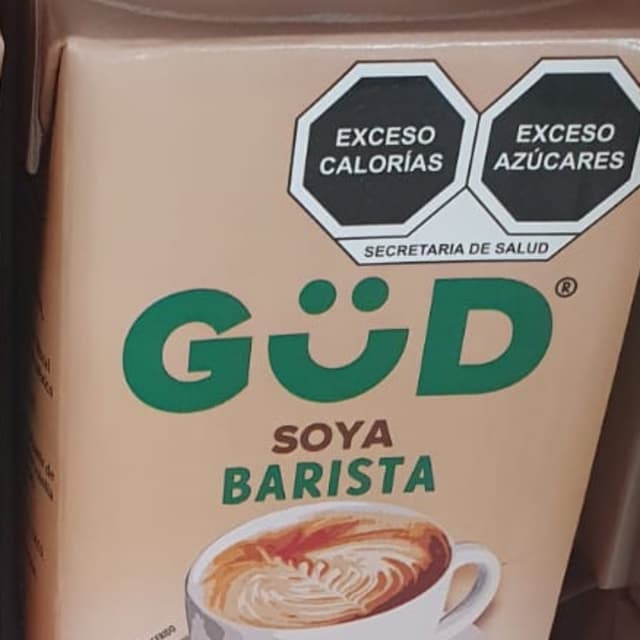 EXCESO
CALORÍAS
EXCESO
AZÚCARES
SECRETARIA DE SALUD
GÜD®
SOYA
BARISTA